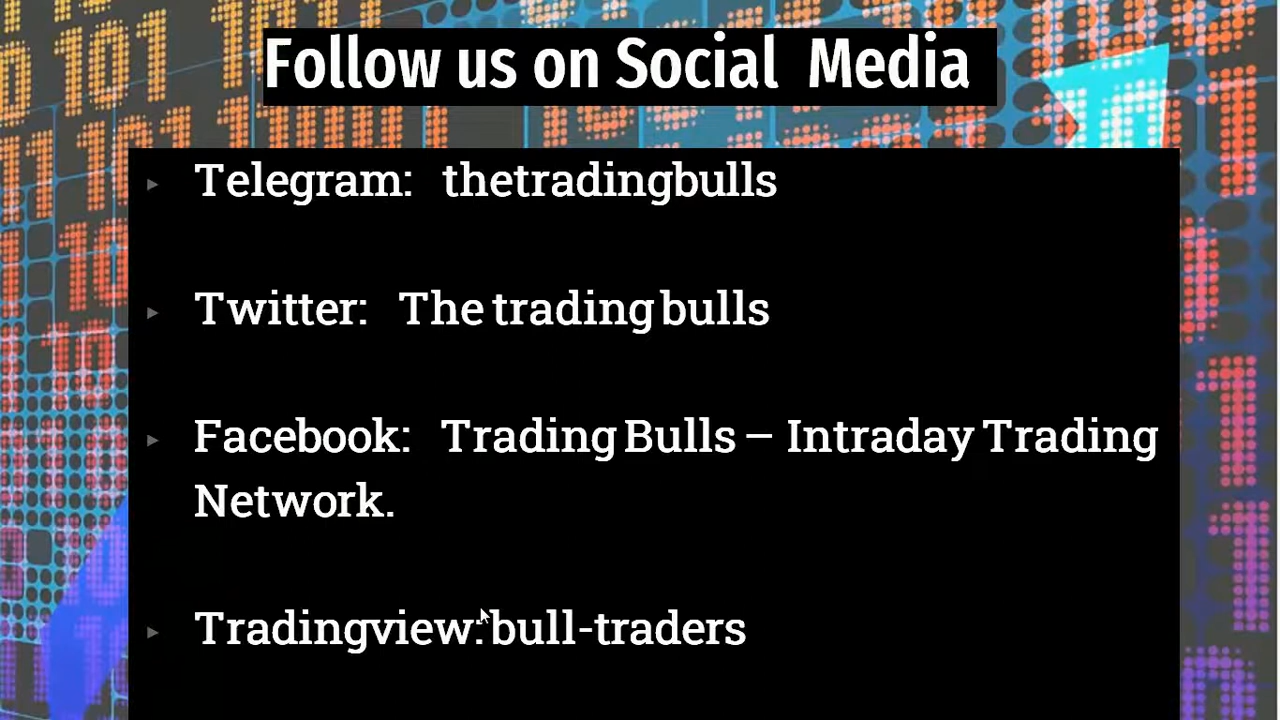 Follow us on Social Media
Telegram: thetradingbulls
Twitter: The trading bulls
Facebook: Trading Bulls – Intraday Trading
Network.
Tradingview: bull-traders